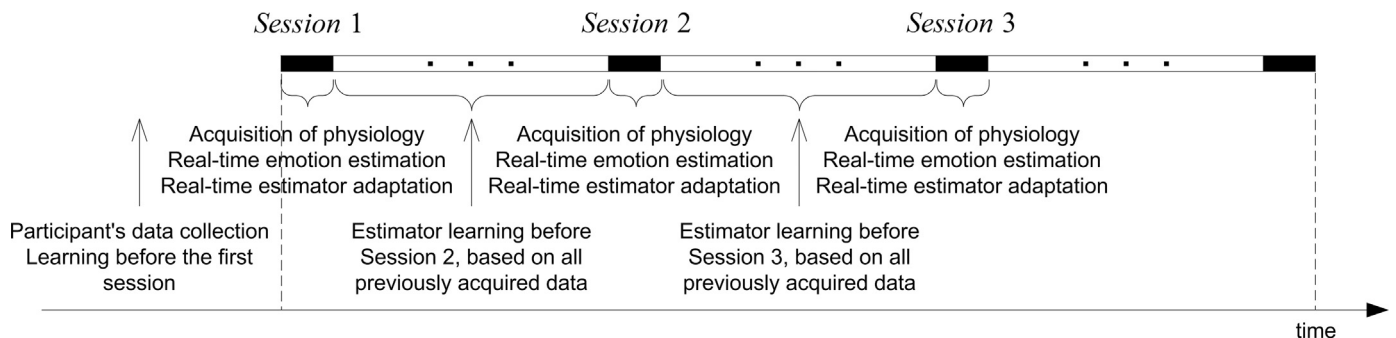 Session 1
Session 2
Session 3
Acquisition of physiology
Real-time emotion estimation
Real-time estimator adaptation
Acquisition of physiology
Real-time emotion estimation
Real-time estimator adaptation
Acquisition of physiology
Real-time emotion estimation
Real-time estimator adaptation
Participant's data collection
Learning before the first
session
Estimator learning before
Session 2, based on all
previously acquired data
Estimator learning before
Session 3, based on all
previously acquired data
time